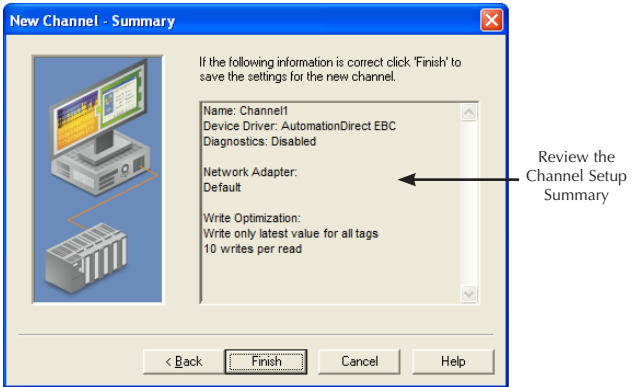 New Channel - Summary
If the following information is correct click 'Finish' to
save the settings for the new channel.
Name: Channel1
Device Driver: AutomationDirect EBC
Diagnostics: Disabled
Network Adapter:
Default
Write Optimization:
Write only latest value for all tags
10 writes per read
Review the
Channel Setup
Summary
< Back
Finish
Cancel
Help